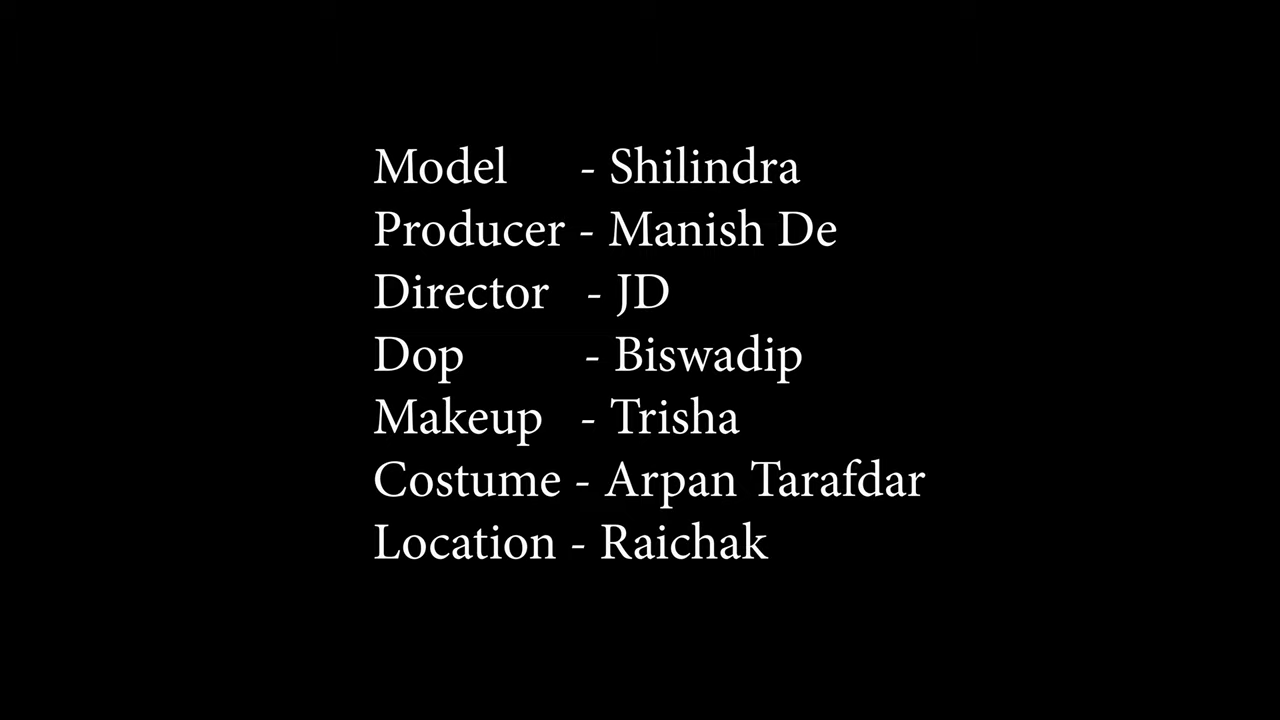 Model - Shilindra
Producer - Manish De
Director - JD
Dop - Biswadip
Makeup - Trisha
Costume - Arpan Tarafdar
Location - Raichak